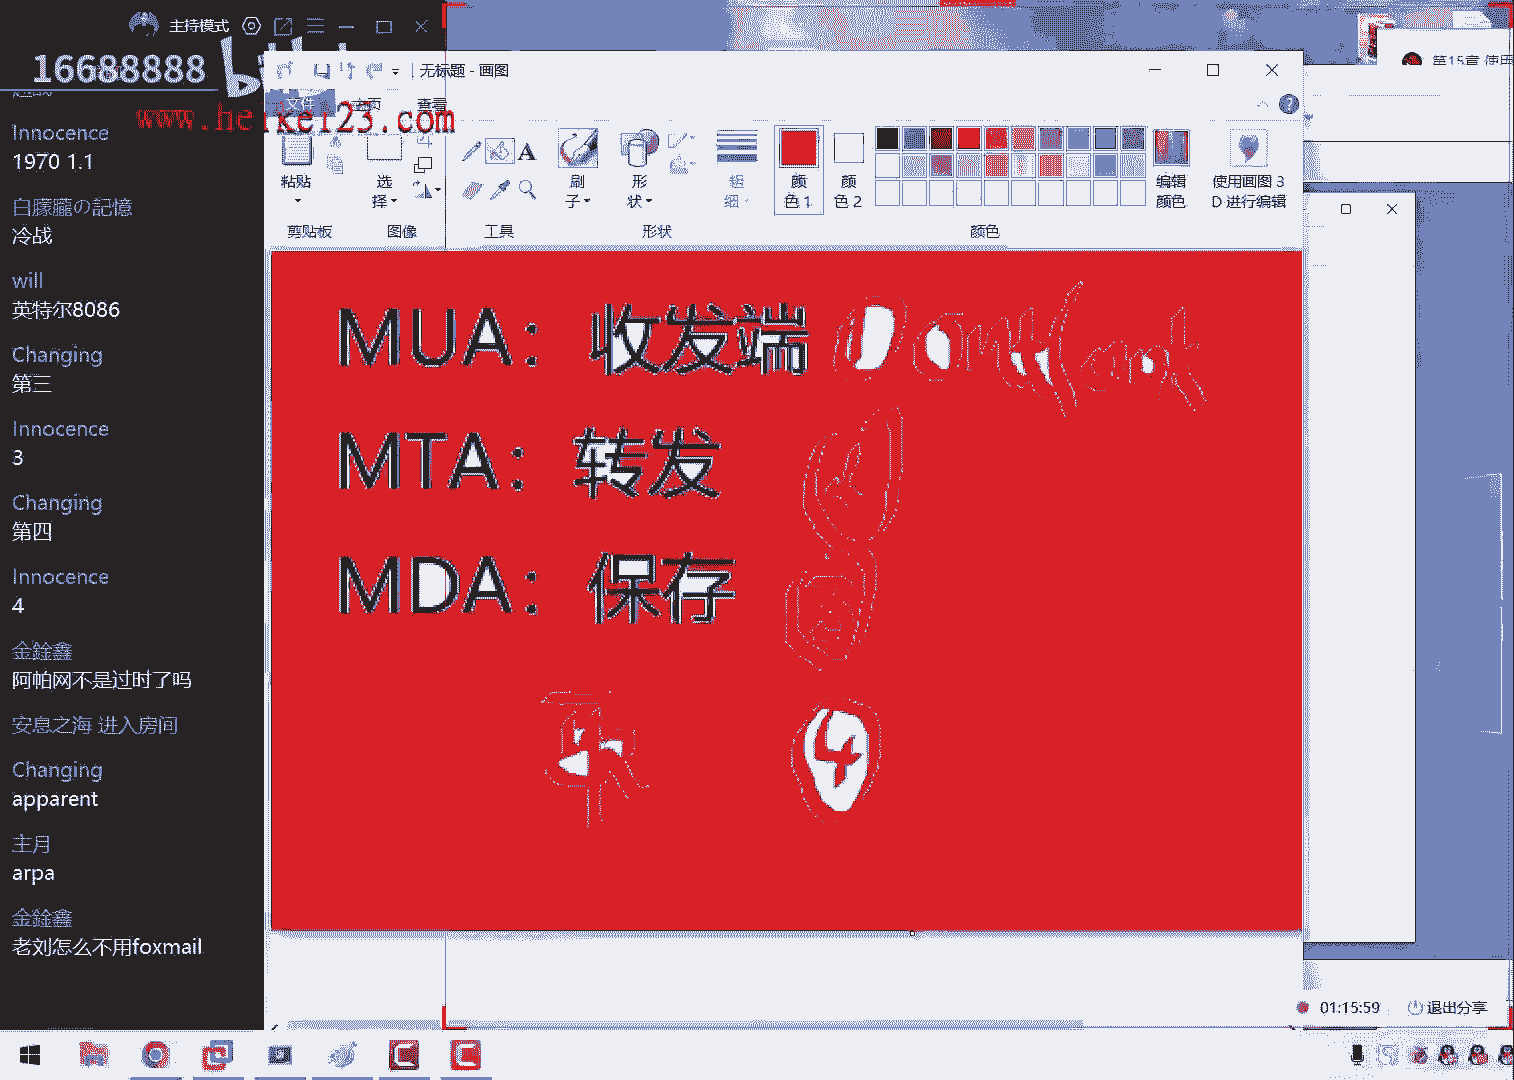 主持模式
16688888
www.heike123.com
无标题 - 画图
第15章 使用
文件 主页 查看
粘贴
选择
刷子
形状
粗细
颜色 1
颜色 2
编辑颜色
使用画图 3D 进行编辑
剪贴板
图像
工具
形状
颜色
Innocence
1970 1.1
白朦朧の記憶
冷战
will
英特尔8086
Changing
第三
Innocence
3
Changing
第四
Innocence
4
金銓鑫
阿帕网不是过时了吗
安息之海 进入房间
Changing
apparent
主月
arpa
金銓鑫
老刘怎么不用foxmail
MUA：收发端
MTA：转发
MDA：保存
4
01:15:59
退出分享